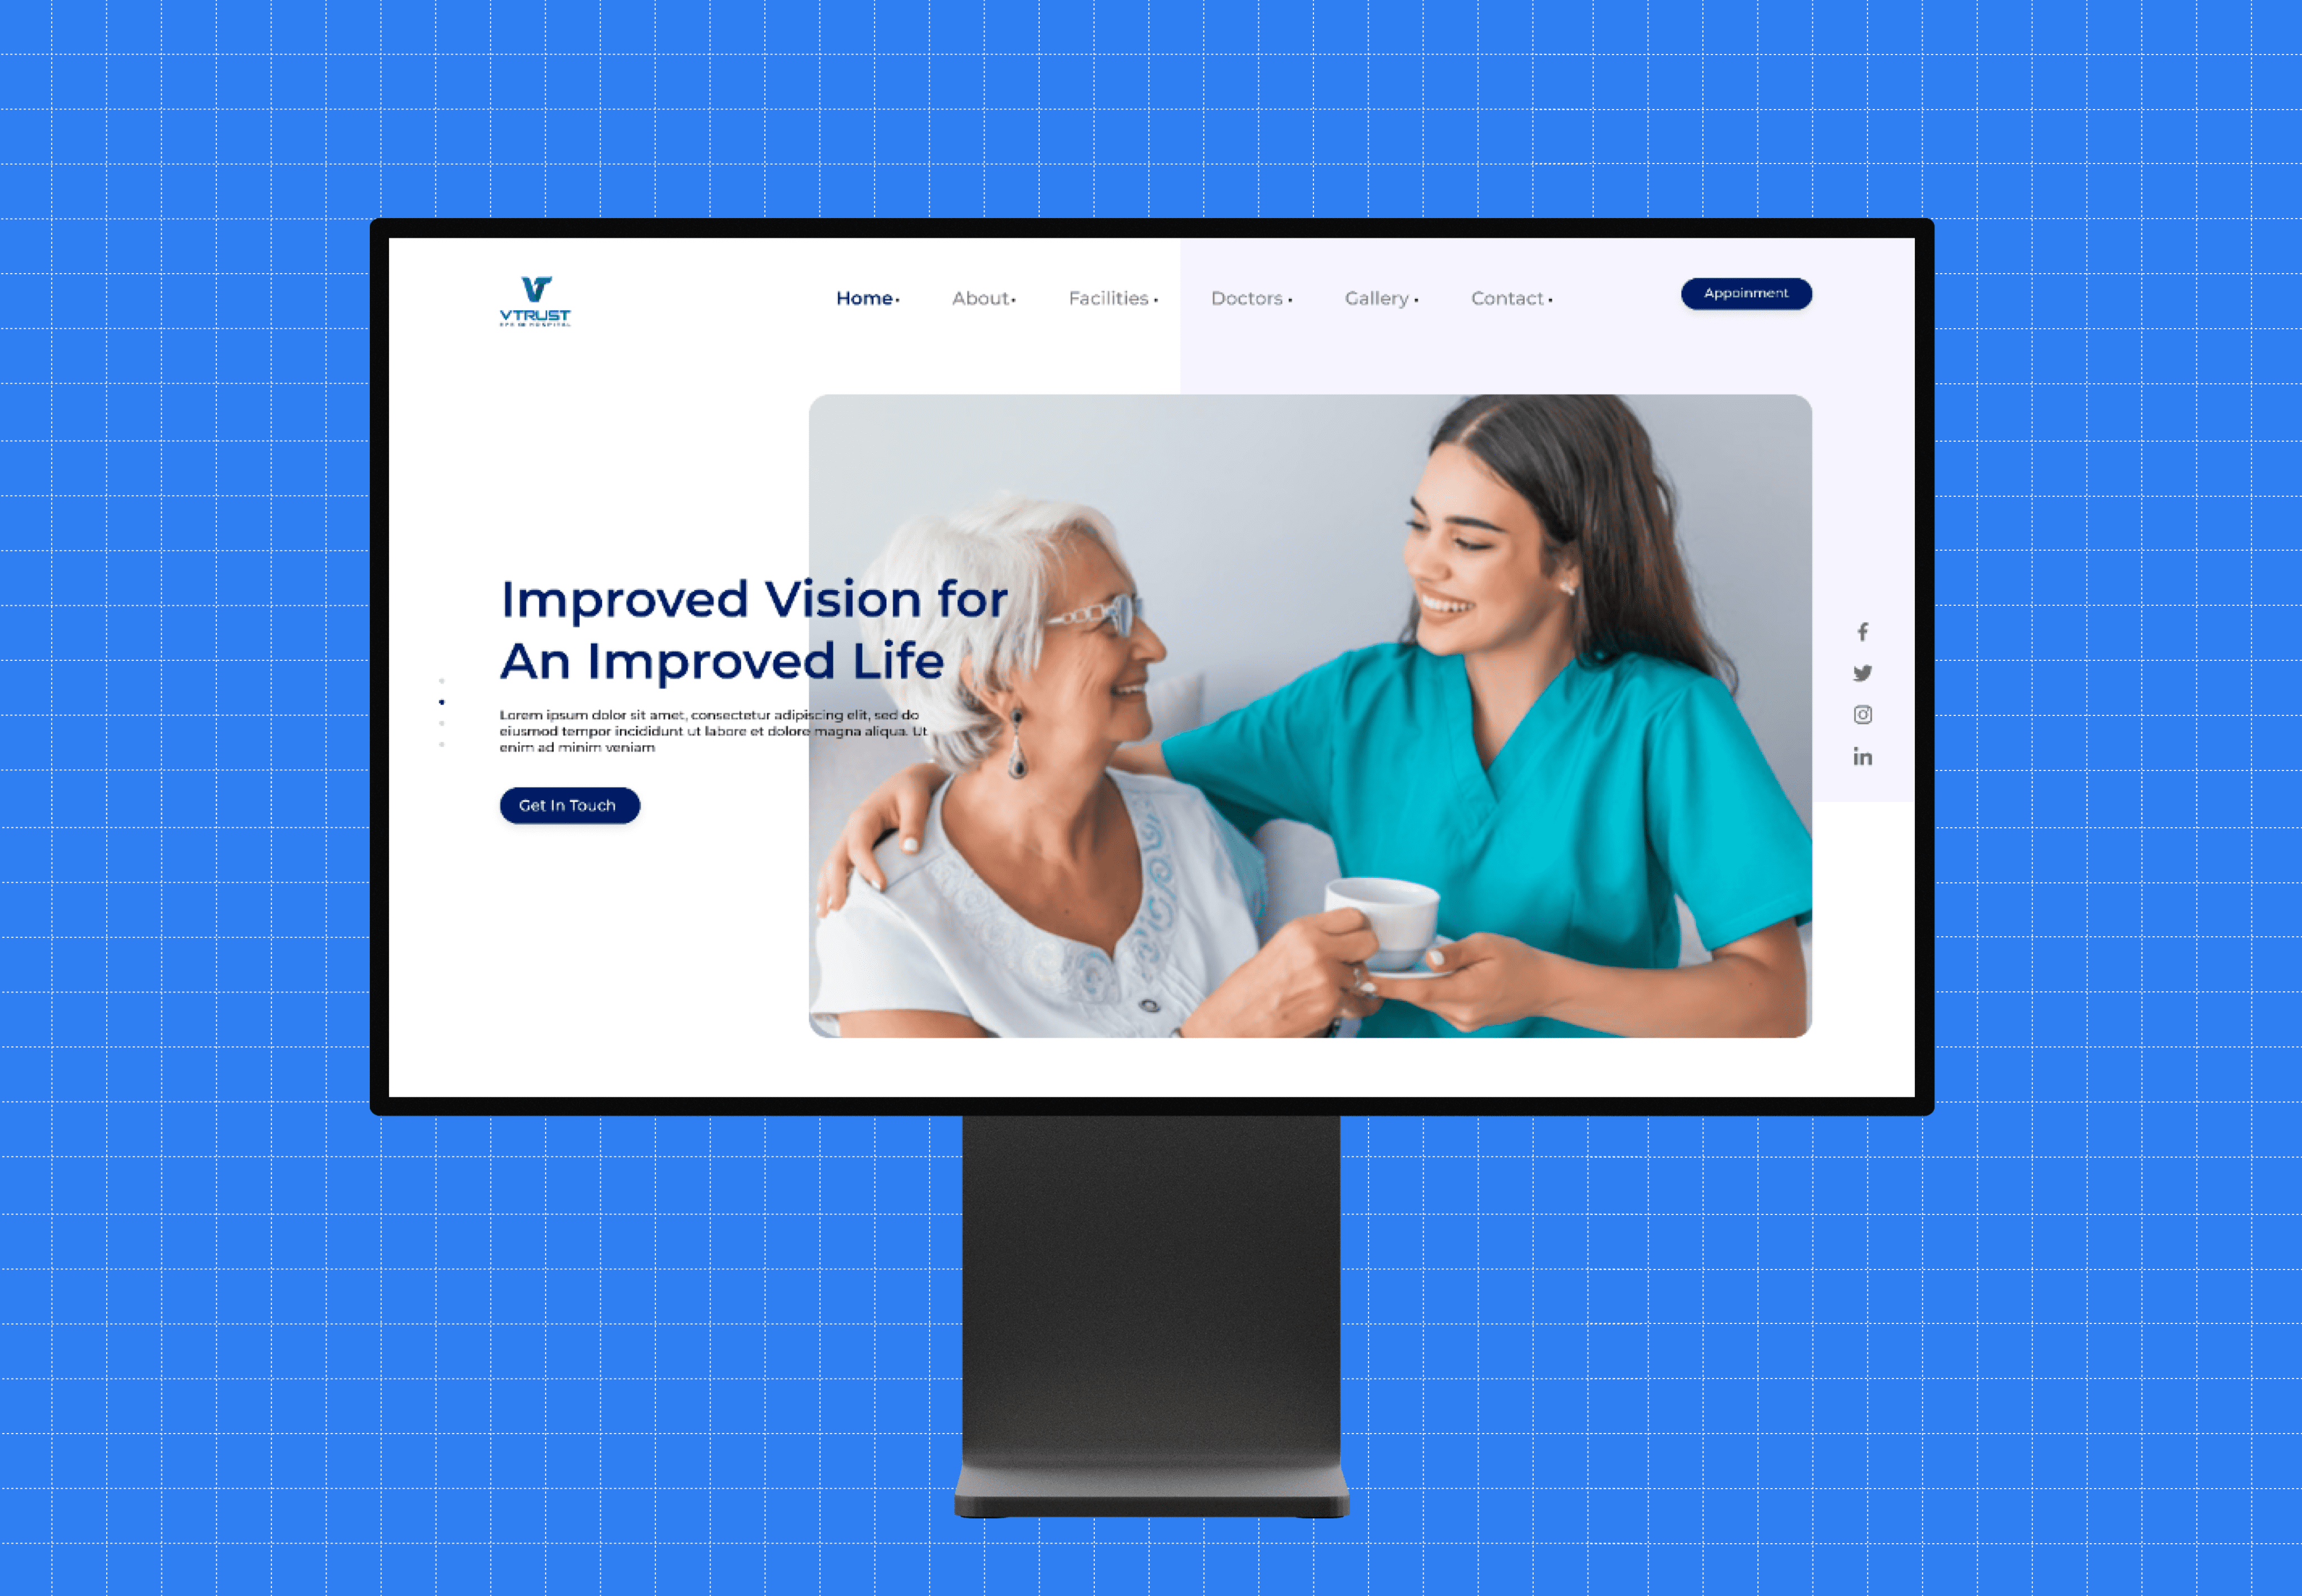 VTRUST
Home
About
Facilities
Doctors
Gallery
Contact
Appoinment
Improved Vision for
An Improved Life
Lorem ipsum dolor sit amet, consectetur adipiscing elit, sed do
eiusmod tempor incididunt ut labore et dolore magna aliqua. Ut
enim ad minim veniam
Get In Touch